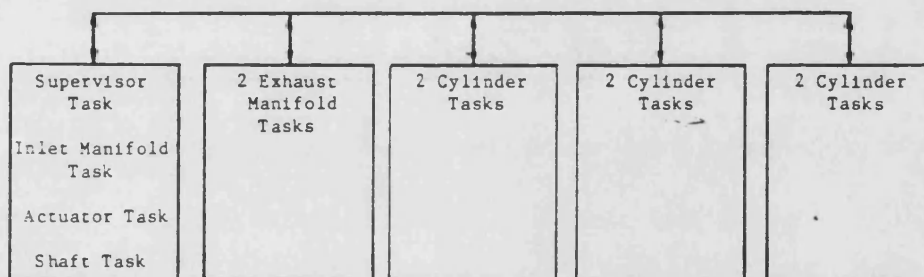 Supervisor
Task
Inlet Manifold
Task
Actuator Task
Shaft Task
2 Exhaust
Manifold
Tasks
2 Cylinder
Tasks
2 Cylinder
Tasks
2 Cylinder
Tasks